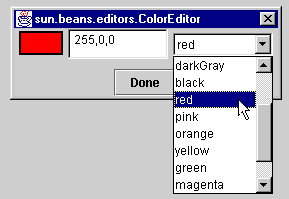 sun.beans.editors.ColorEditor
255,0,0
red
darkGray
black
red
pink
orange
yellow
green
magenta
Done